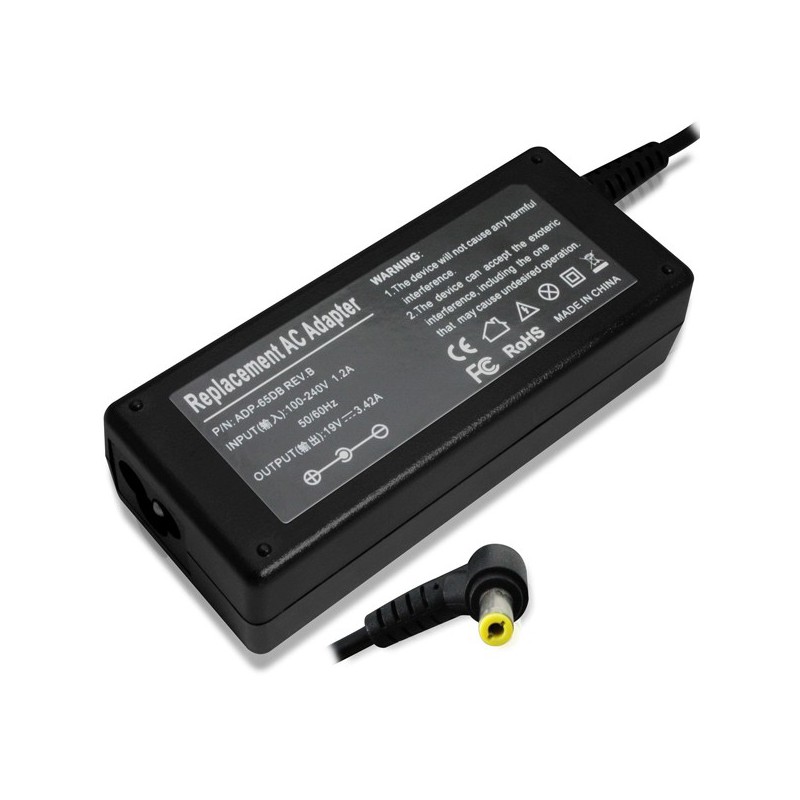 Replacement AC Adapter
P/N: ADP-65DB REV.B
INPUT(輸入):100-240V 1.2A
50/60Hz
OUTPUT(輸出):19V⎓3.42A
WARNING:
1.The device will not cause any harmful
interference.
2.The device can accept the exoteric
interference, including the one
that may cause undesired operation.
CE
FC RoHS
MADE IN CHINA